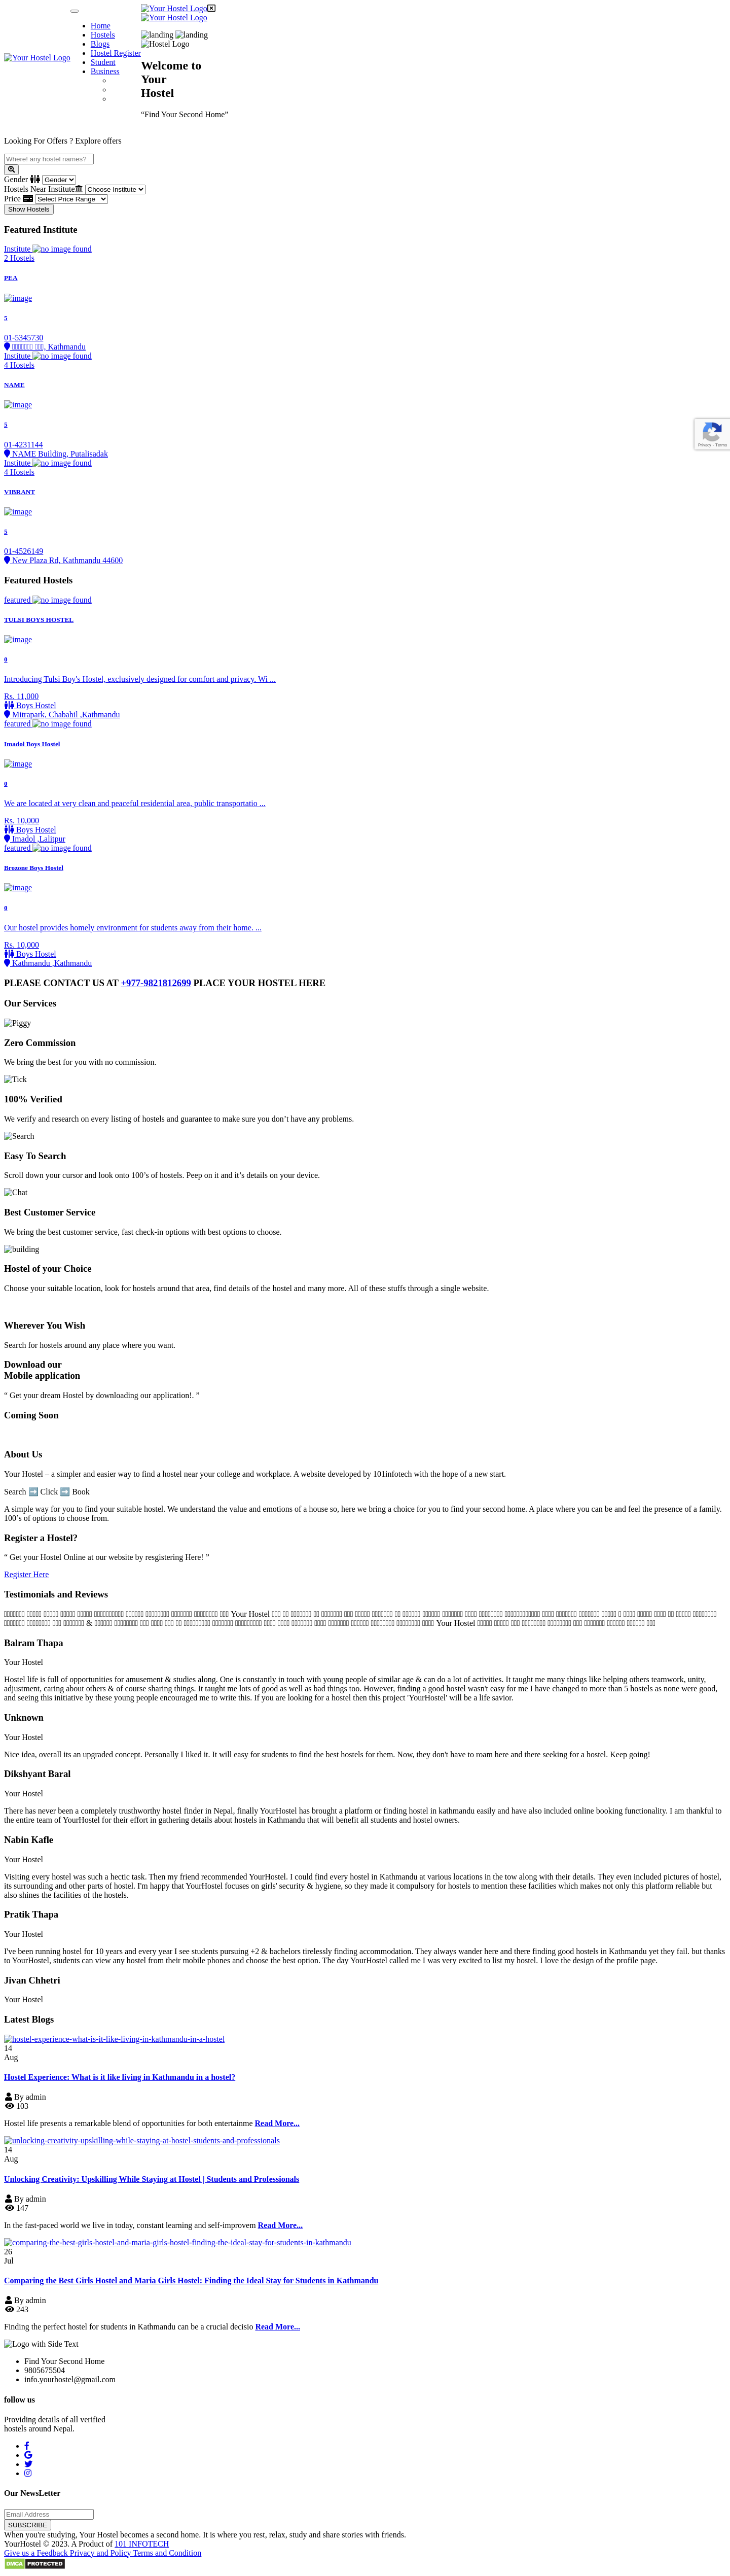 Your Hostel Logo
Home
Hostels
Blogs
Hostel Register
Student
Business
Your Hostel Logo
Your Hostel Logo
landing landing
Hostel Logo
Welcome to
Your
Hostel
“Find Your Second Home”
Looking For Offers ? Explore offers
Where! any hostel names?
Gender Gender
Hostels Near Institute Choose Institute
Price Select Price Range
Show Hostels
Featured Institute
Institute no image found
2 Hostels
PEA
image
5
01-5345730
, Kathmandu
Institute no image found
4 Hostels
NAME
image
5
01-4231144
NAME Building, Putalisadak
Institute no image found
4 Hostels
VIBRANT
image
5
01-4526149
New Plaza Rd, Kathmandu 44600
Privacy - Terms
Featured Hostels
featured no image found
TULSI BOYS HOSTEL
image
0
Introducing Tulsi Boy's Hostel, exclusively designed for comfort and privacy. Wi ...
Rs. 11,000
Boys Hostel
Mitrapark, Chabahil ,Kathmandu
featured no image found
Imadol Boys Hostel
image
0
We are located at very clean and peaceful residential area, public transportatio ...
Rs. 10,000
Boys Hostel
Imadol ,Lalitpur
featured no image found
Brozone Boys Hostel
image
0
Our hostel provides homely environment for students away from their home. ...
Rs. 10,000
Boys Hostel
Kathmandu ,Kathmandu
PLEASE CONTACT US AT +977-9821812699 PLACE YOUR HOSTEL HERE
Our Services
Piggy
Zero Commission
We bring the best for you with no commission.
Tick
100% Verified
We verify and research on every listing of hostels and guarantee to make sure you don’t have any problems.
Search
Easy To Search
Scroll down your cursor and look onto 100’s of hostels. Peep on it and it’s details on your device.
Chat
Best Customer Service
We bring the best customer service, fast check-in options with best options to choose.
building
Hostel of your Choice
Choose your suitable location, look for hostels around that area, find details of the hostel and many more. All of these stuffs through a single website.
Wherever You Wish
Search for hostels around any place where you want.
Download our
Mobile application
“ Get your dream Hostel by downloading our application!. ”
Coming Soon
About Us
Your Hostel – a simpler and easier way to find a hostel near your college and workplace. A website developed by 101infotech with the hope of a new start.
Search ➡️ Click ➡️ Book
A simple way for you to find your suitable hostel. We understand the value and emotions of a house so, here we bring a choice for you to find your second home. A place where you can be and feel the presence of a family.
100’s of options to choose from.
Register a Hostel?
“ Get your Hostel Online at our website by resgistering Here! ”
Register Here
Testimonials and Reviews
Your Hostel
& Your Hostel
Balram Thapa
Your Hostel
Hostel life is full of opportunities for amusement & studies along. One is constantly in touch with young people of similar age & can do a lot of activities. It taught me many things like helping others teamwork, unity,
adjustment, caring about others & of course sharing things. It taught me lots of good as well as bad things too. However, finding a good hostel wasn't easy for me I have changed to more than 5 hostels as none were good,
and seeing this initiative by these young people encouraged me to write this. If you are looking for a hostel then this project 'YourHostel' will be a life savior.
Unknown
Your Hostel
Nice idea, overall its an upgraded concept. Personally I liked it. It will easy for students to find the best hostels for them. Now, they don't have to roam here and there seeking for a hostel. Keep going!
Dikshyant Baral
Your Hostel
There has never been a completely trusthworthy hostel finder in Nepal, finally YourHostel has brought a platform or finding hostel in kathmandu easily and have also included online booking functionality. I am thankful to
the entire team of YourHostel for their effort in gathering details about hostels in Kathmandu that will benefit all students and hostel owners.
Nabin Kafle
Your Hostel
Visiting every hostel was such a hectic task. Then my friend recommended YourHostel. I could find every hostel in Kathmandu at various locations in the tow along with their details. They even included pictures of hostel,
its surrounding and other parts of hostel. I'm happy that YourHostel focuses on girls' security & hygiene, so they made it compulsory for hostels to mention these facilities which makes not only this platform reliable but
also shines the facilities of the hostels.
Pratik Thapa
Your Hostel
I've been running hostel for 10 years and every year I see students pursuing +2 & bachelors tirelessly finding accommodation. They always wander here and there finding good hostels in Kathmandu yet they fail. but thanks
to YourHostel, students can view any hostel from their mobile phones and choose the best option. The day YourHostel called me I was very excited to list my hostel. I love the design of the profile page.
Jivan Chhetri
Your Hostel
Latest Blogs
hostel-experience-what-is-it-like-living-in-kathmandu-in-a-hostel
14
Aug
Hostel Experience: What is it like living in Kathmandu in a hostel?
By admin
103
Hostel life presents a remarkable blend of opportunities for both entertainme Read More...
unlocking-creativity-upskilling-while-staying-at-hostel-students-and-professionals
14
Aug
Unlocking Creativity: Upskilling While Staying at Hostel | Students and Professionals
By admin
147
In the fast-paced world we live in today, constant learning and self-improvem Read More...
comparing-the-best-girls-hostel-and-maria-girls-hostel-finding-the-ideal-stay-for-students-in-kathmandu
26
Jul
Comparing the Best Girls Hostel and Maria Girls Hostel: Finding the Ideal Stay for Students in Kathmandu
By admin
243
Finding the perfect hostel for students in Kathmandu can be a crucial decisio Read More...
Logo with Side Text
Find Your Second Home
9805675504
info.yourhostel@gmail.com
follow us
Providing details of all verified
hostels around Nepal.
Our NewsLetter
Email Address
SUBSCRIBE
When you're studying, Your Hostel becomes a second home. It is where you rest, relax, study and share stories with friends.
YourHostel © 2023. A Product of 101 INFOTECH
Give us a Feedback Privacy and Policy Terms and Condition
DMCA PROTECTED